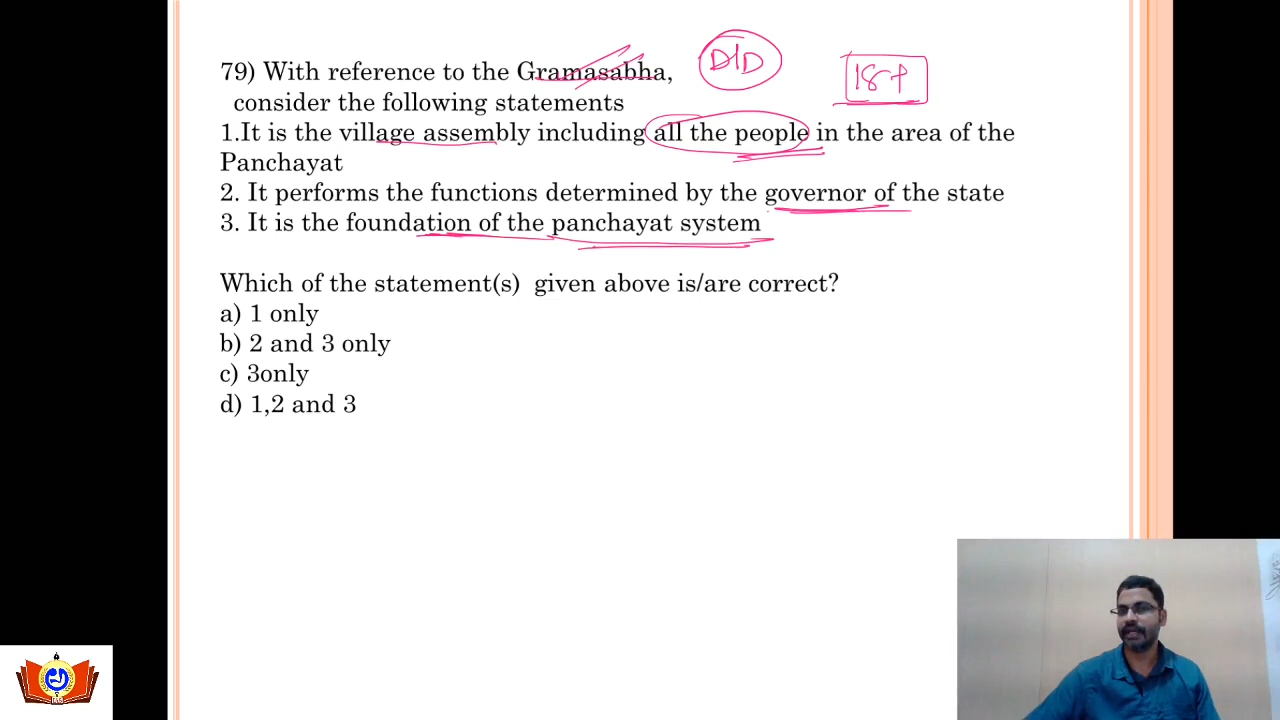 79) With reference to the Gramasabha,
consider the following statements
1.It is the village assembly including all the people in the area of the
Panchayat
2. It performs the functions determined by the governor of the state
3. It is the foundation of the panchayat system
Which of the statement(s) given above is/are correct?
a) 1 only
b) 2 and 3 only
c) 3only
d) 1,2 and 3
18+